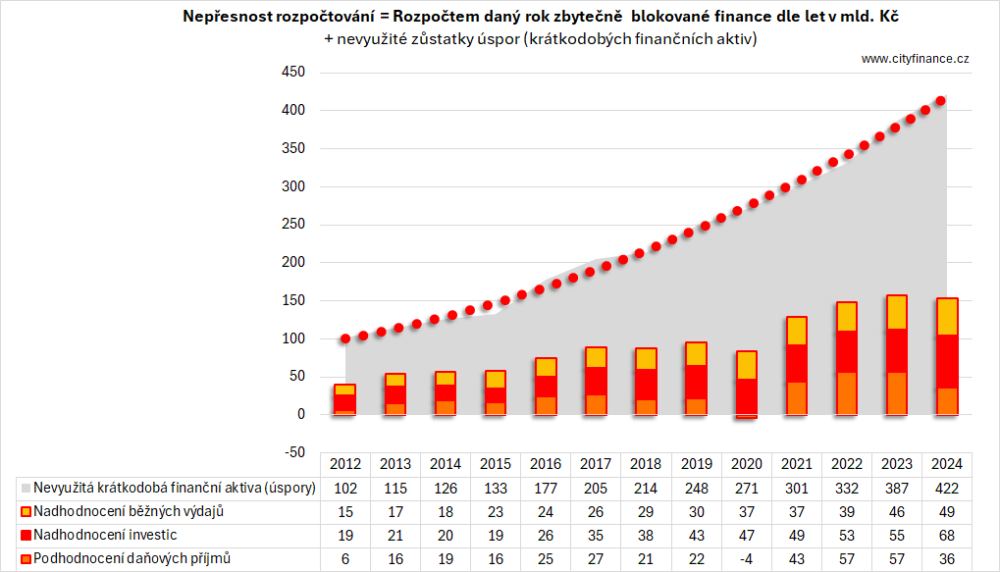 Nepřesnost rozpočtování = Rozpočtem daný rok zbytečně blokované finance dle let v mld. Kč
+ nevyužité zůstatky úspor (krátkodobých finančních aktiv)
www.cityfinance.cz
450
400
350
300
250
200
150
100
50
0
-50
2012 2013 2014 2015 2016 2017 2018 2019 2020 2021 2022 2023 2024
Nevyužitá krátkodobá finanční aktiva (úspory) 102 115 126 133 177 205 214 248 271 301 332 387 422
Nadhodnocení běžných výdajů 15 17 18 23 24 26 29 30 37 37 39 46 49
Nadhodnocení investic 19 21 20 19 26 35 38 43 47 49 53 55 68
Podhodnocení daňových příjmů 6 16 19 16 25 27 21 22 -4 43 57 57 36